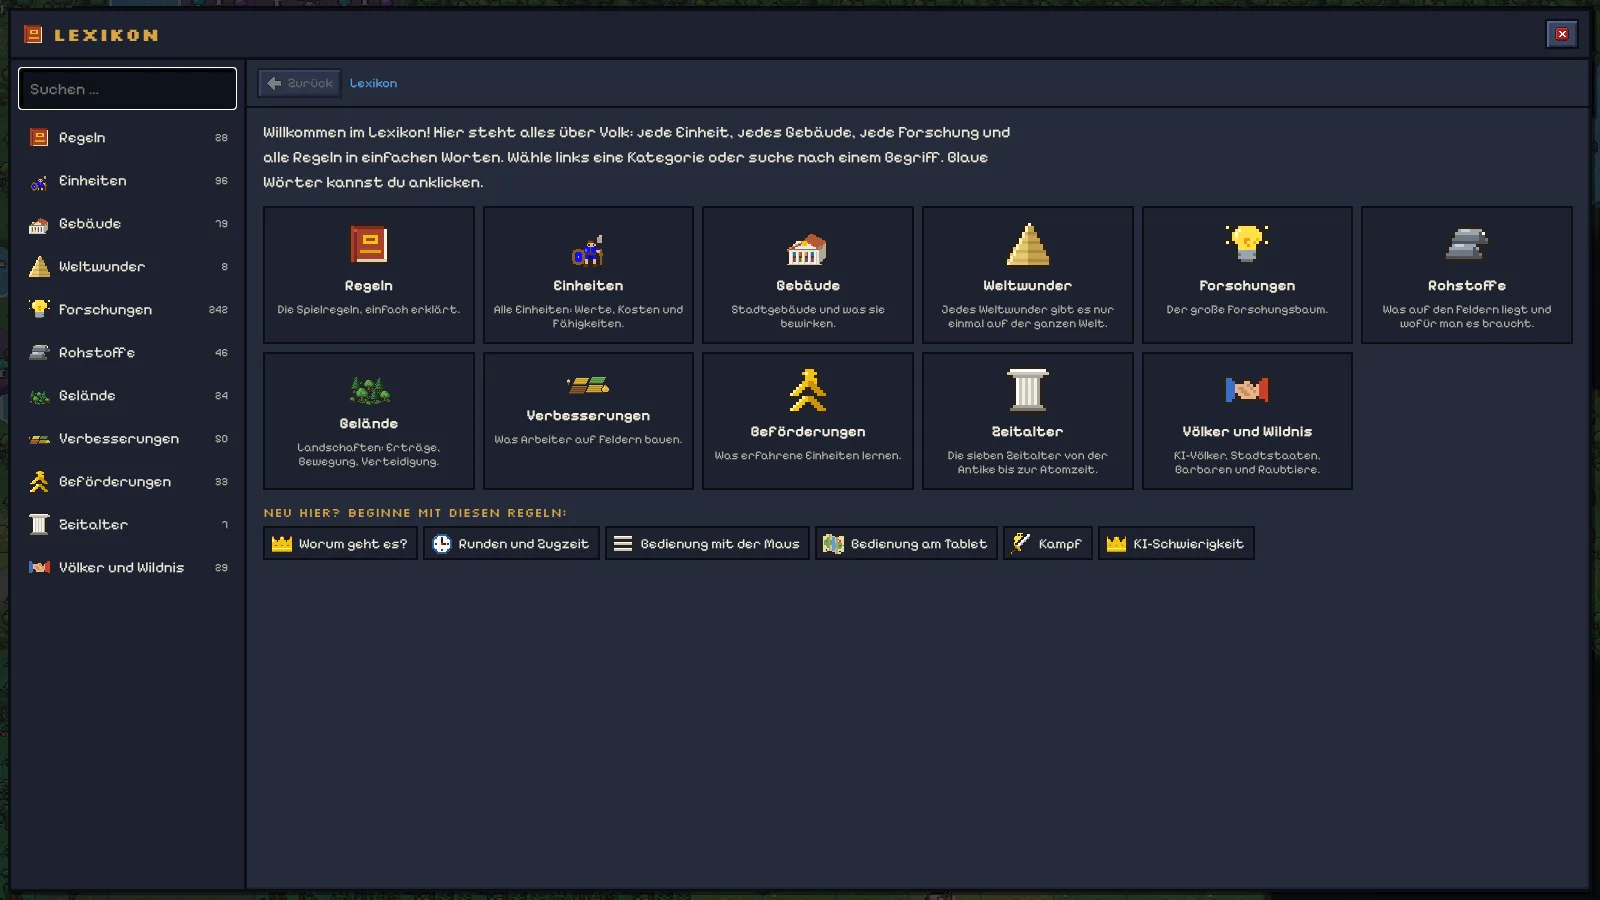 LEXIKON
Suchen ...
Zurück
Lexikon
Regeln 28
Einheiten 96
Gebäude 79
Weltwunder 8
Forschungen 242
Rohstoffe 46
Gelände 24
Verbesserungen 30
Beförderungen 33
Zeitalter 7
Völker und Wildnis 29
Willkommen im Lexikon! Hier steht alles über Volk: jede Einheit, jedes Gebäude, jede Forschung und
alle Regeln in einfachen Worten. Wähle links eine Kategorie oder suche nach einem Begriff. Blaue
Wörter kannst du anklicken.
Regeln
Die Spielregeln, einfach erklärt.
Einheiten
Alle Einheiten: Werte, Kosten und
Fähigkeiten.
Gebäude
Stadtgebäude und was sie
bewirken.
Weltwunder
Jedes Weltwunder gibt es nur
einmal auf der ganzen Welt.
Forschungen
Der große Forschungsbaum.
Rohstoffe
Was auf den Feldern liegt und
wofür man es braucht.
Gelände
Landschaften: Erträge,
Bewegung, Verteidigung.
Verbesserungen
Was Arbeiter auf Feldern bauen.
Beförderungen
Was erfahrene Einheiten lernen.
Zeitalter
Die sieben Zeitalter von der
Antike bis zur Atomzeit.
Völker und Wildnis
KI-Völker, Stadtstaaten,
Barbaren und Raubtiere.
NEU HIER? BEGINNE MIT DIESEN REGELN:
Worum geht es?
Runden und Zugzeit
Bedienung mit der Maus
Bedienung am Tablet
Kampf
KI-Schwierigkeit